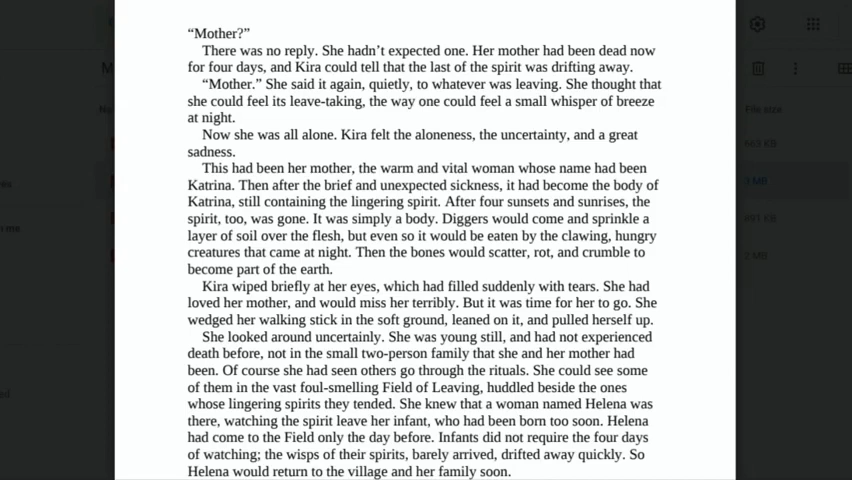 “Mother?”
There was no reply. She hadn’t expected one. Her mother had been dead now
for four days, and Kira could tell that the last of the spirit was drifting away.
“Mother.” She said it again, quietly, to whatever was leaving. She thought that
she could feel its leave-taking, the way one could feel a small whisper of breeze
at night.
Now she was all alone. Kira felt the aloneness, the uncertainty, and a great
sadness.
This had been her mother, the warm and vital woman whose name had been
Katrina. Then after the brief and unexpected sickness, it had become the body of
Katrina, still containing the lingering spirit. After four sunsets and sunrises, the
spirit, too, was gone. It was simply a body. Diggers would come and sprinkle a
layer of soil over the flesh, but even so it would be eaten by the clawing, hungry
creatures that came at night. Then the bones would scatter, rot, and crumble to
become part of the earth.
Kira wiped briefly at her eyes, which had filled suddenly with tears. She had
loved her mother, and would miss her terribly. But it was time for her to go. She
wedged her walking stick in the soft ground, leaned on it, and pulled herself up.
She looked around uncertainly. She was young still, and had not experienced
death before, not in the small two-person family that she and her mother had
been. Of course she had seen others go through the rituals. She could see some
of them in the vast foul-smelling Field of Leaving, huddled beside the ones
whose lingering spirits they tended. She knew that a woman named Helena was
there, watching the spirit leave her infant, who had been born too soon. Helena
had come to the Field only the day before. Infants did not require the four days
of watching; the wisps of their spirits, barely arrived, drifted away quickly. So
Helena would return to the village and her family soon.
File size
MB
KB
2 MB